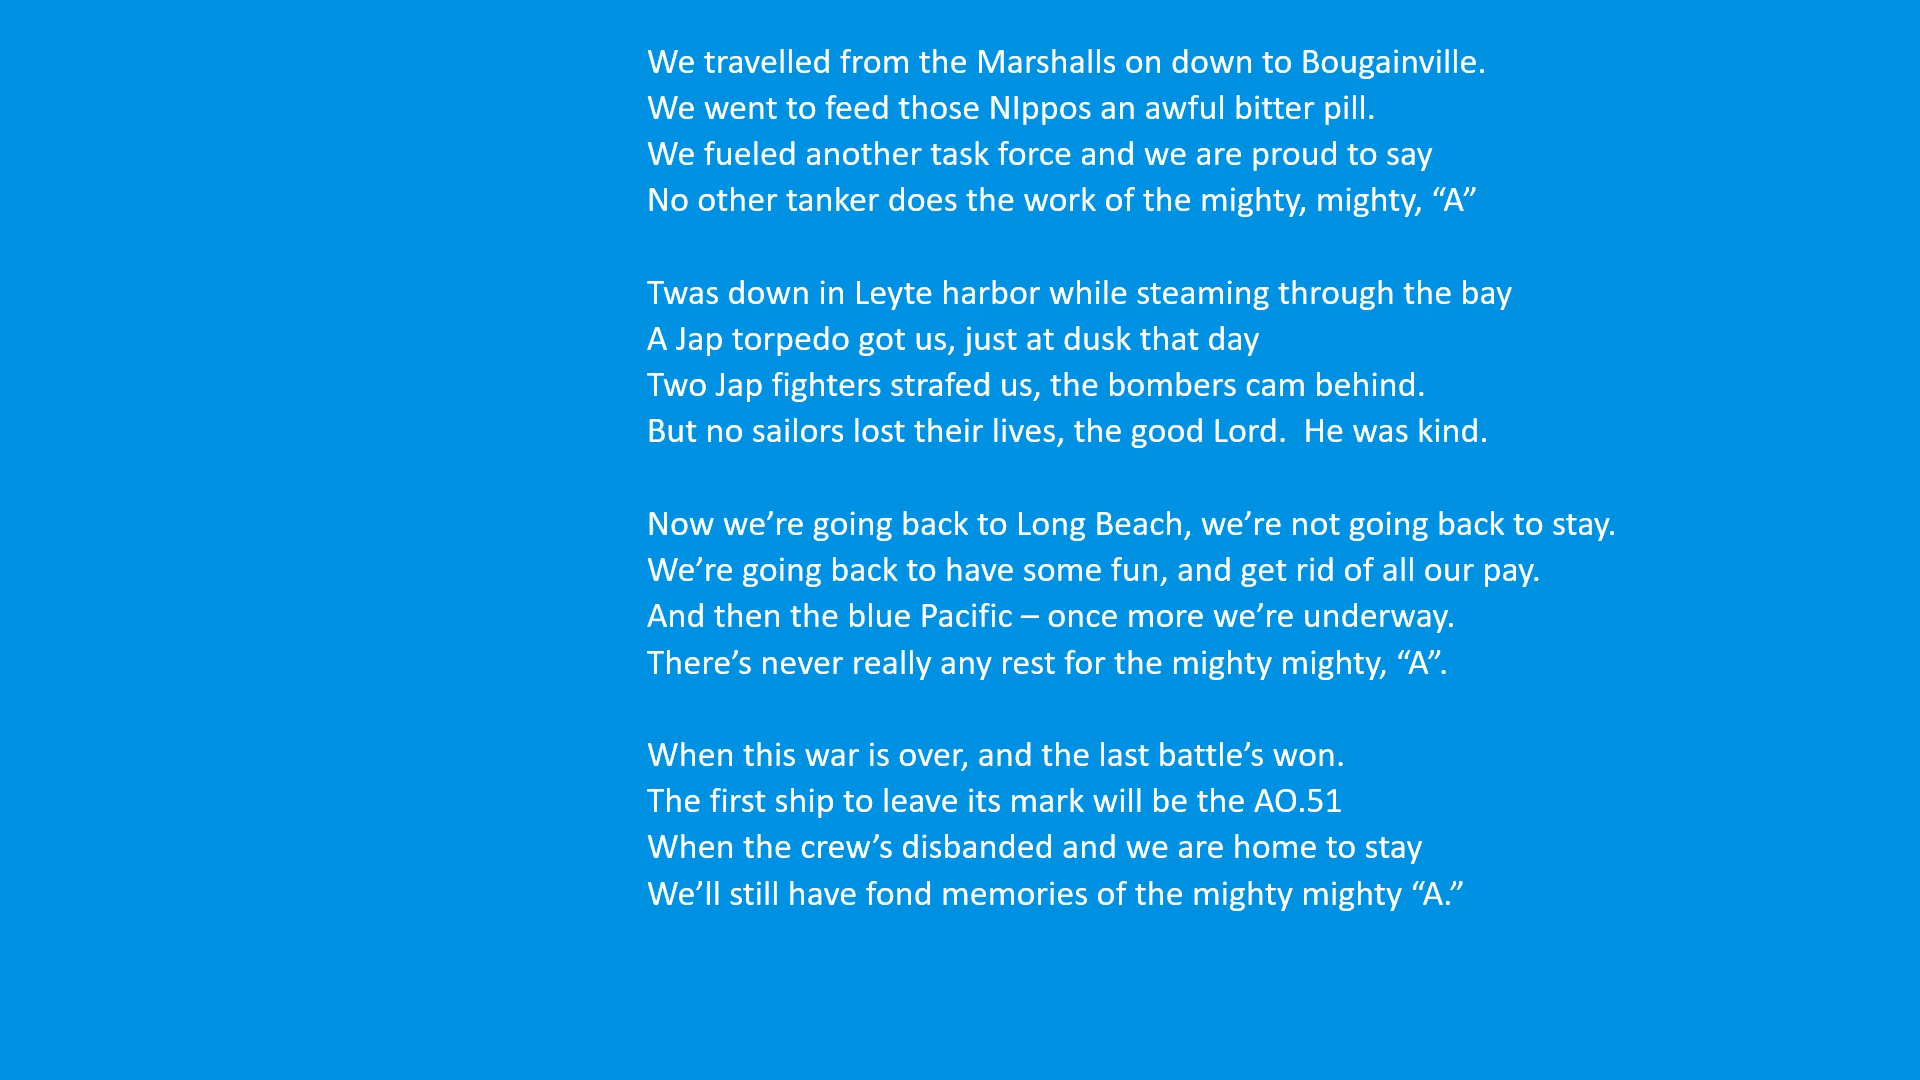 We travelled from the Marshalls on down to Bougainville.
We went to feed those NIppos an awful bitter pill.
We fueled another task force and we are proud to say
No other tanker does the work of the mighty, mighty, “A”
Twas down in Leyte harbor while steaming through the bay
A Jap torpedo got us, just at dusk that day
Two Jap fighters strafed us, the bombers cam behind.
But no sailors lost their lives, the good Lord.  He was kind.
Now we’re going back to Long Beach, we’re not going back to stay.
We’re going back to have some fun, and get rid of all our pay.
And then the blue Pacific – once more we’re underway.
There’s never really any rest for the mighty mighty, “A”.
When this war is over, and the last battle’s won.
The first ship to leave its mark will be the AO.51
When the crew’s disbanded and we are home to stay
We’ll still have fond memories of the mighty mighty “A.”